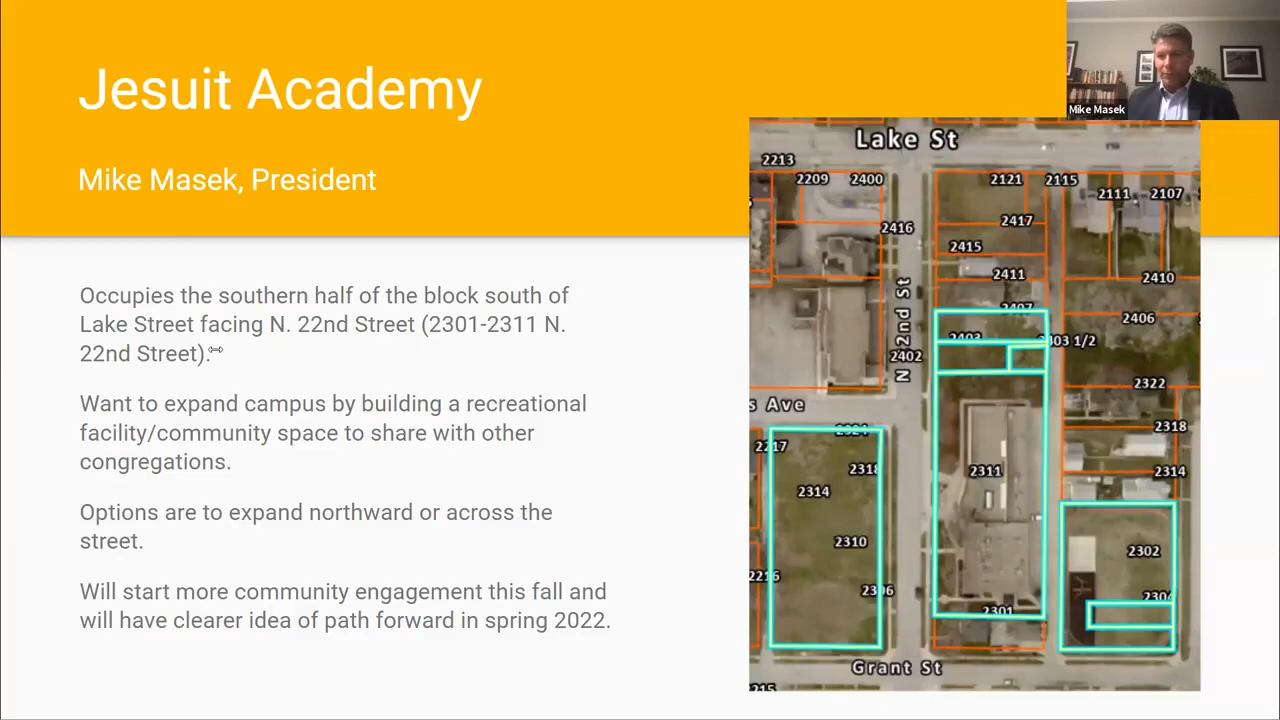 Jesuit Academy
Mike Masek, President
Mike Masek
Occupies the southern half of the block south of
Lake Street facing N. 22nd Street (2301-2311 N.
22nd Street).
Want to expand campus by building a recreational
facility/community space to share with other
congregations.
Options are to expand northward or across the
street.
Will start more community engagement this fall and
will have clearer idea of path forward in spring 2022.
Lake St
2213
2209 2400 2121 2115
2111 2107
2416 2417
2415
2411 2410
2407
N 22nd St
2406
2403 2403 1/2
2402
2322
s Ave
2318
2217
2318
2311 2314
2314
2310
2302
2216
2306 2304
2301
Grant St
215